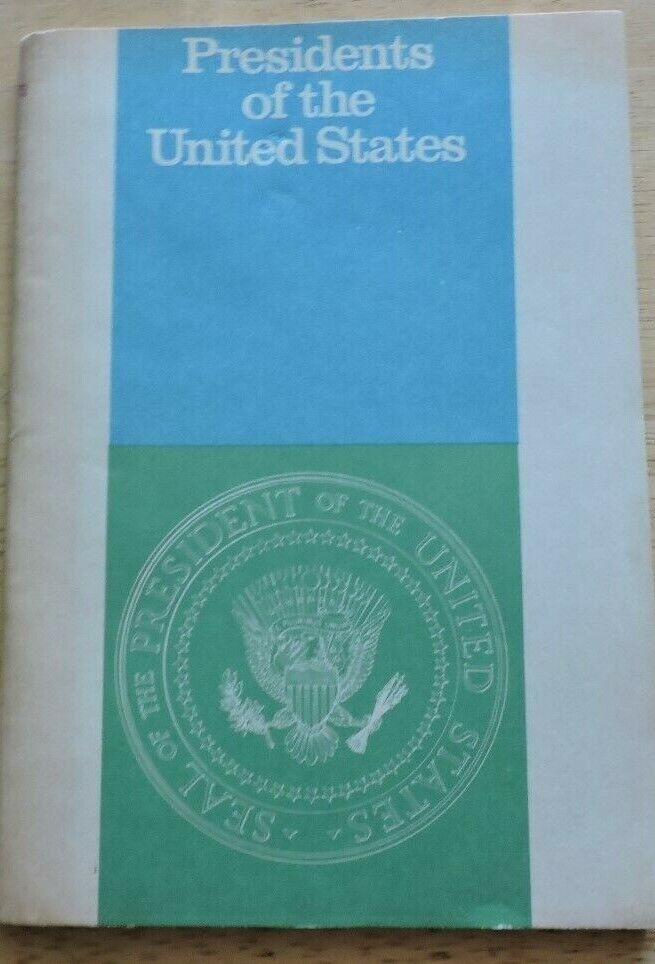 Presidents
of the
United States
SEAL OF THE PRESIDENT OF THE UNITED STATES